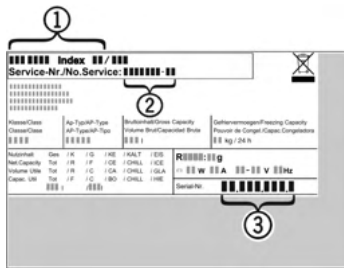 1
Index /
Service-Nr./No.Service: -
2
Klasse/Class Ap-Typ/AP-Type Bruttoinhalt/Gross Capacity Gefriervermoegen/Freezing Capacity
Classe/Clase AP-Type/AP-Tipo Volume Brut/Capacidad Bruta Pouvoir de Congel./Capac.Congeladora
l kg / 24 h
Nutzinhalt Ges / K / G / KE / KALT / EIS
Net.Capacity Tot / R / F / CE / CHILL / ICE
Volume Utile Tot / R / C / CA / CHILL / GLA
Capac. Util Tot / F / C / BO / CHILL / HIE
R : g
W A - V Hz
Serial-Nr.
3